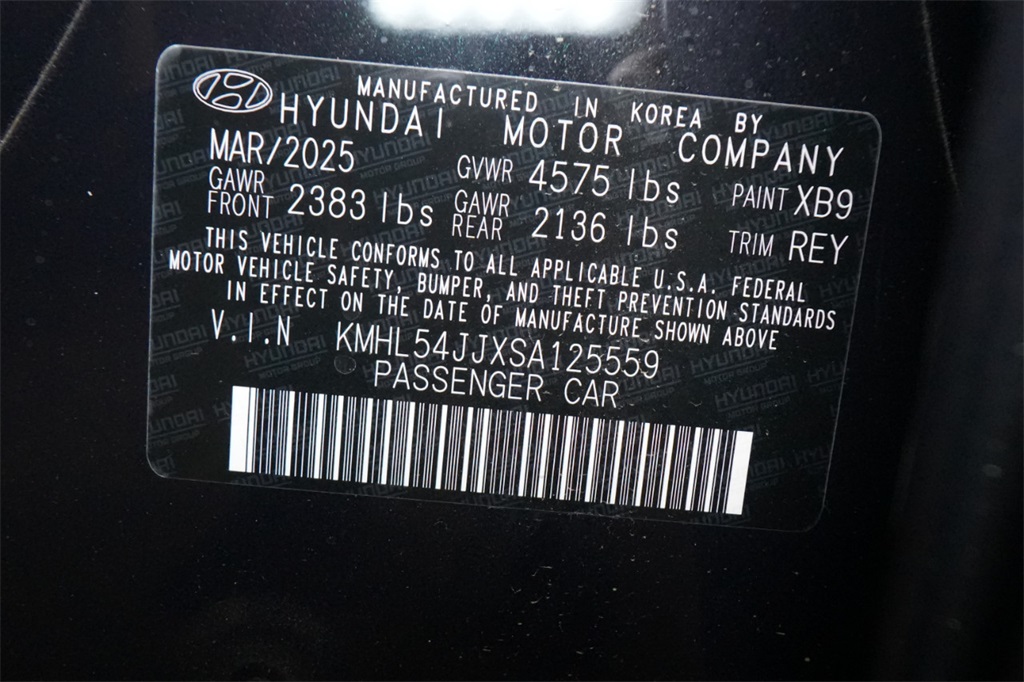 MANUFACTURED IN KOREA BY
HYUNDAI MOTOR COMPANY
MAR/2025 GVWR 4575 lbs PAINT XB9
GAWR FRONT 2383 lbs GAWR REAR 2136 lbs TRIM REY
THIS VEHICLE CONFORMS TO ALL APPLICABLE U.S.A. FEDERAL
MOTOR VEHICLE SAFETY, BUMPER, AND THEFT PREVENTION STANDARDS
IN EFFECT ON THE DATE OF MANUFACTURE SHOWN ABOVE
V.I.N KMHL54JJXSA125559
PASSENGER CAR